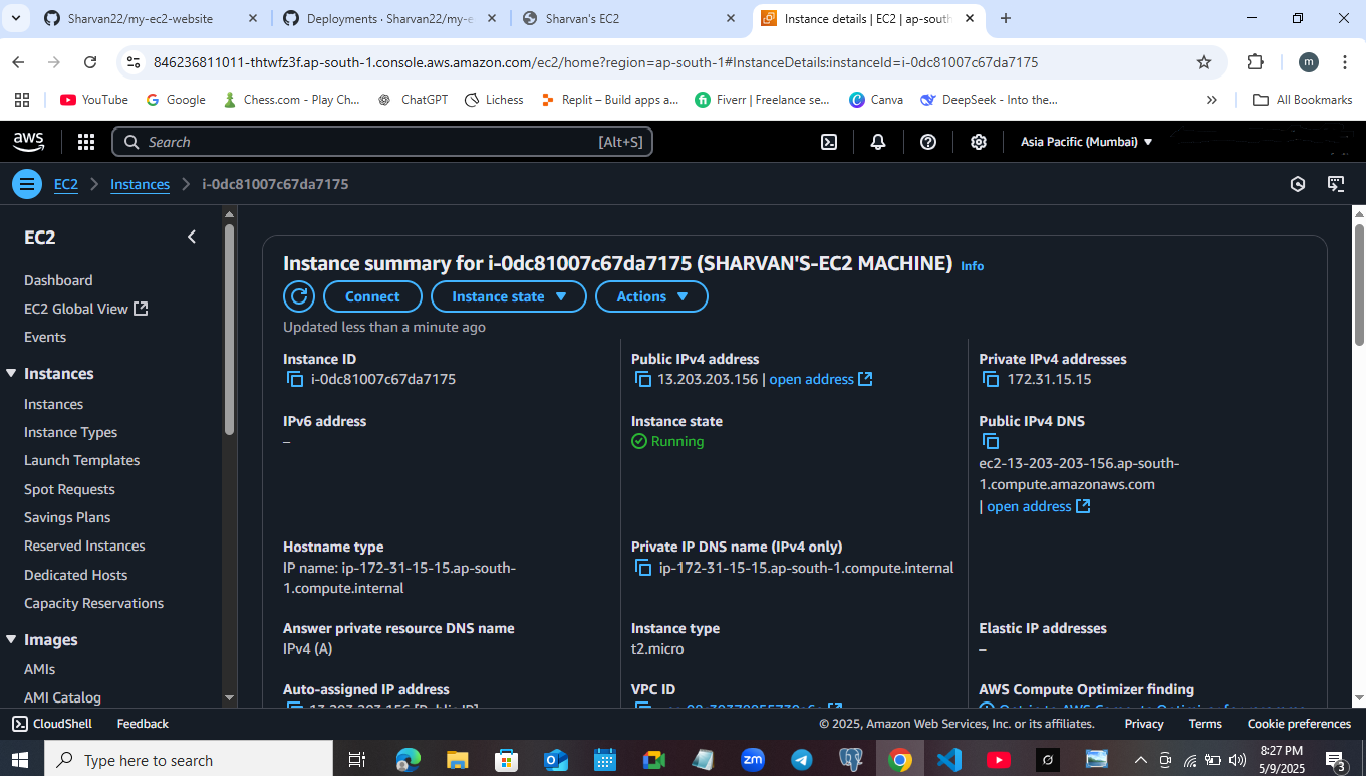 Sharvan22/my-ec2-website
Deployments · Sharvan22/my-e
Sharvan's EC2
Instance details | EC2 | ap-south
846236811011-thtwfz3f.ap-south-1.console.aws.amazon.com/ec2/home?region=ap-south-1#InstanceDetails:instanceId=i-0dc81007c67da7175
m
YouTube
Google
Chess.com - Play Ch...
ChatGPT
Lichess
Replit – Build apps a...
Fiverr | Freelance se...
Canva
DeepSeek - Into the...
All Bookmarks
aws
Search
[Alt+S]
Asia Pacific (Mumbai)
EC2
Instances
i-0dc81007c67da7175
EC2
Dashboard
EC2 Global View
Events
Instances
Instances
Instance Types
Launch Templates
Spot Requests
Savings Plans
Reserved Instances
Dedicated Hosts
Capacity Reservations
Images
AMIs
AMI Catalog
Instance summary for i-0dc81007c67da7175 (SHARVAN'S-EC2 MACHINE) Info
Connect
Instance state
Actions
Updated less than a minute ago
Instance ID
i-0dc81007c67da7175
Public IPv4 address
13.203.203.156 | open address
Private IPv4 addresses
172.31.15.15
IPv6 address
–
Instance state
Running
Public IPv4 DNS
ec2-13-203-203-156.ap-south-
1.compute.amazonaws.com
| open address
Hostname type
IP name: ip-172-31-15-15.ap-south-
1.compute.internal
Private IP DNS name (IPv4 only)
ip-172-31-15-15.ap-south-1.compute.internal
Answer private resource DNS name
IPv4 (A)
Instance type
t2.micro
Elastic IP addresses
–
Auto-assigned IP address
13.203.203.156 [Public IP]
VPC ID
AWS Compute Optimizer finding
CloudShell
Feedback
© 2025, Amazon Web Services, Inc. or its affiliates.
Privacy
Terms
Cookie preferences
Type here to search
zm
8:27 PM
5/9/2025
3